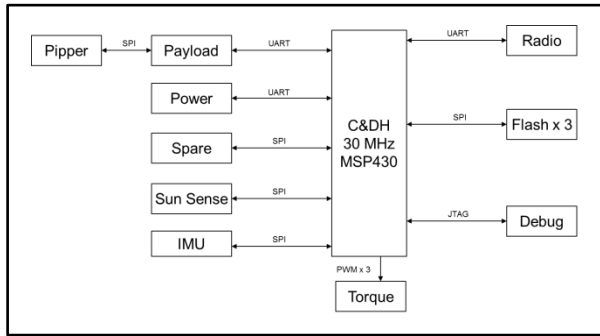 Pipper
SPI
Payload
UART
UART
Radio
Power
UART
C&DH
30 MHz
MSP430
SPI
Flash x 3
Spare
SPI
Sun Sense
SPI
JTAG
Debug
IMU
SPI
PWM x 3
Torque